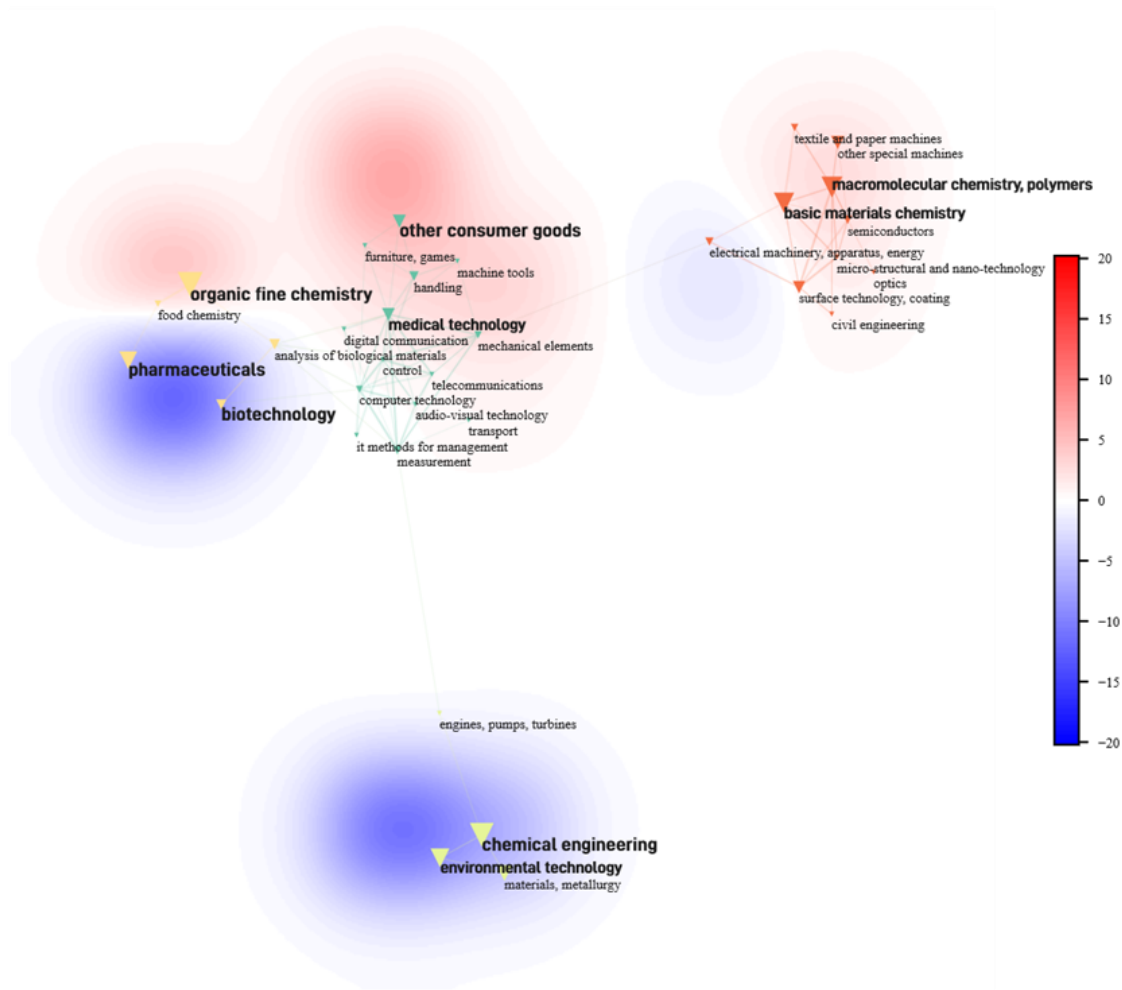 textile and paper machines
other special machines
macromolecular chemistry, polymers
basic materials chemistry
other consumer goods
semiconductors
electrical machinery, apparatus, energy
furniture, games
machine tools
micro-structural and nano-technology
handling
optics
organic fine chemistry
surface technology, coating
food chemistry
medical technology
civil engineering
digital communication
mechanical elements
analysis of biological materials
pharmaceuticals
control
telecommunications
computer technology
biotechnology
audio-visual technology
transport
it methods for management
measurement
engines, pumps, turbines
chemical engineering
environmental technology
materials, metallurgy
20
15
10
5
0
−5
−10
−15
−20